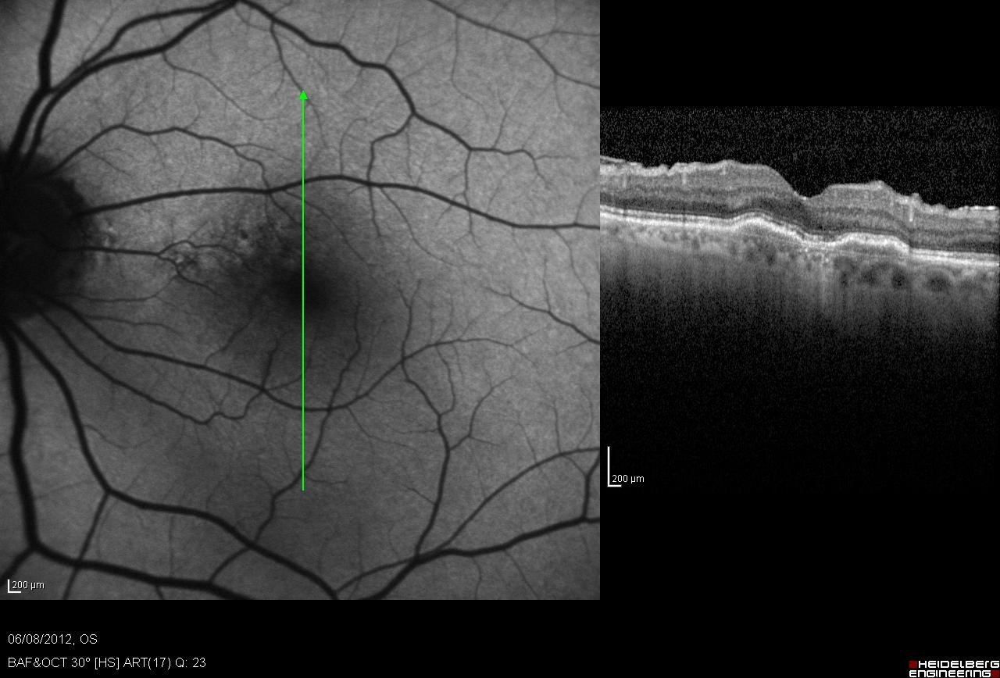 200 µm
200 µm
06/08/2012, OS
BAF&OCT 30° [HS] ART(17) Q: 23
HEIDELBERG
ENGINEERING